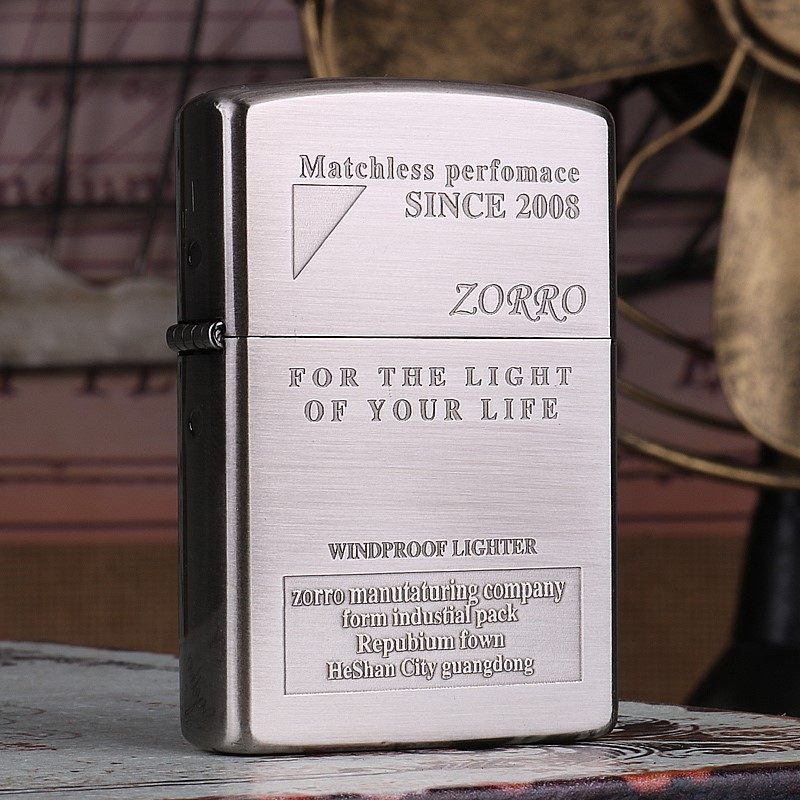 Matchless perfomace
SINCE 2008
ZORRO
FOR THE LIGHT
OF YOUR LIFE
WINDPROOF LIGHTER
zorro manutaturing company
form industial pack
Repubium fown
HeShan City guangdong